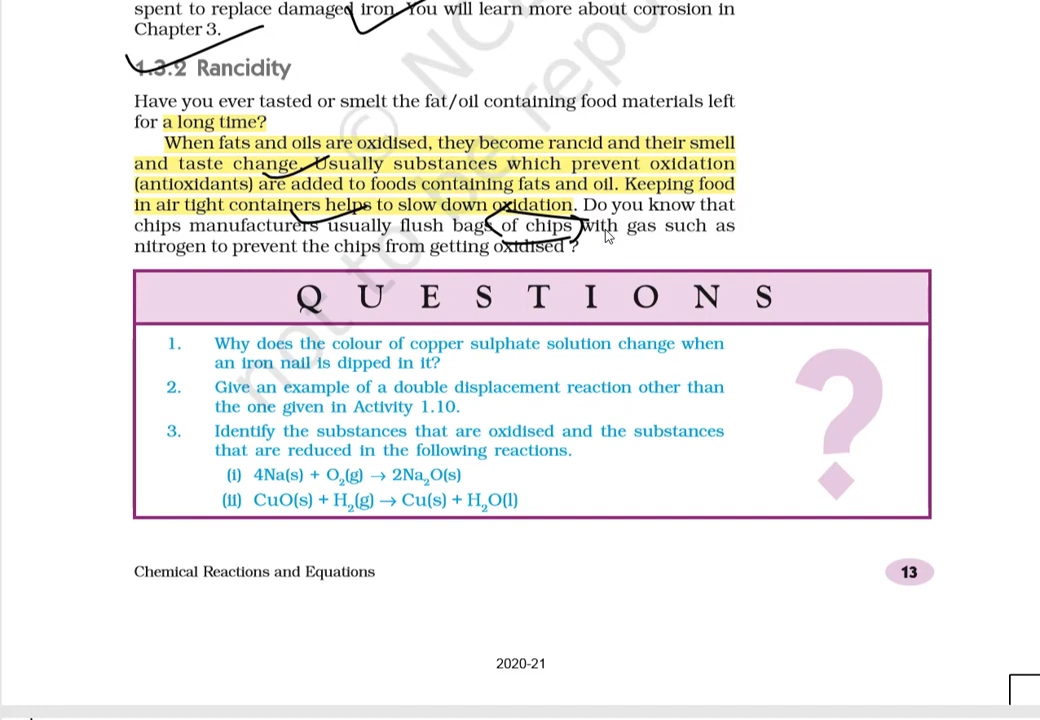 spent to replace damaged iron. You will learn more about corrosion in
Chapter 3.
1.3.2 Rancidity
Have you ever tasted or smelt the fat/oil containing food materials left
for a long time?
When fats and oils are oxidised, they become rancid and their smell
and taste change. Usually substances which prevent oxidation
(antioxidants) are added to foods containing fats and oil. Keeping food
in air tight containers helps to slow down oxidation. Do you know that
chips manufacturers usually flush bags of chips with gas such as
nitrogen to prevent the chips from getting oxidised ?
QUESTIONS
1. Why does the colour of copper sulphate solution change when
an iron nail is dipped in it?
2. Give an example of a double displacement reaction other than
the one given in Activity 1.10.
3. Identify the substances that are oxidised and the substances
that are reduced in the following reactions.
(i) 4Na(s) + O₂(g) → 2Na₂O(s)
(ii) CuO(s) + H₂(g) → Cu(s) + H₂O(l)
?
Chemical Reactions and Equations
13
2020-21